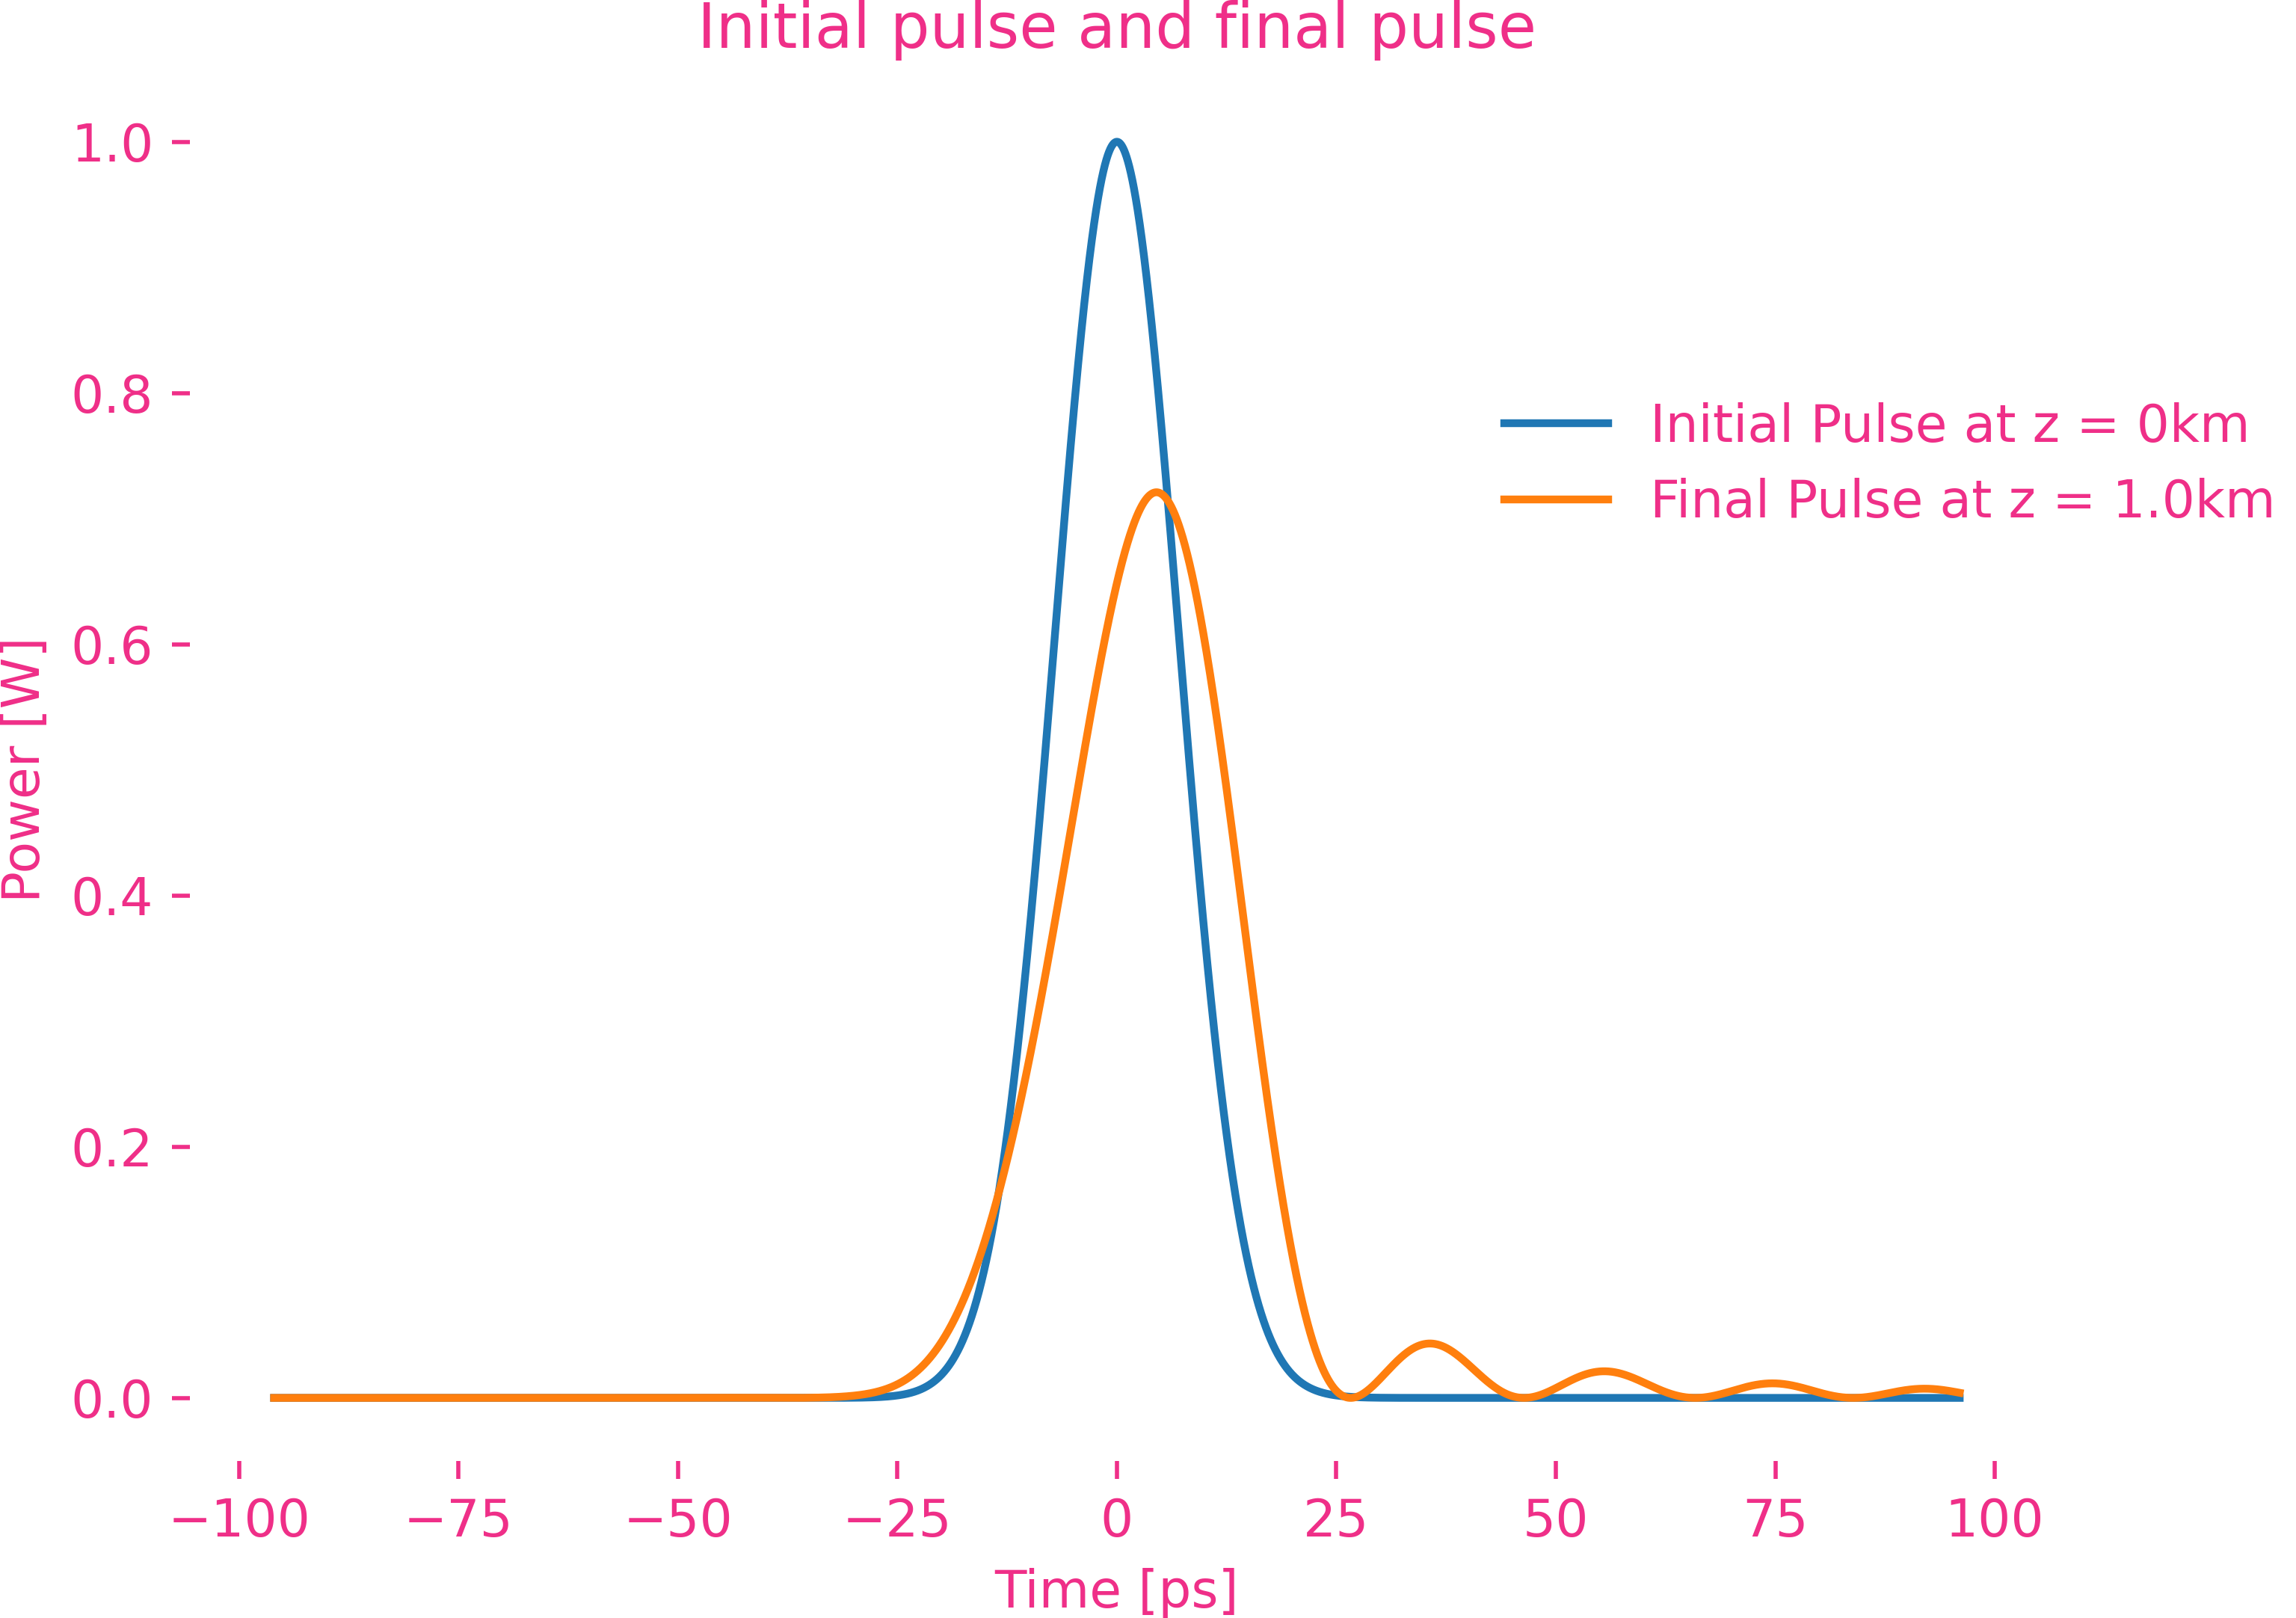 Initial pulse and final pulse
1.0
0.8
0.6
0.4
0.2
0.0
Power [W]
Initial Pulse at z = 0km
Final Pulse at z = 1.0km
−100 −75 −50 −25 0 25 50 75 100
Time [ps]